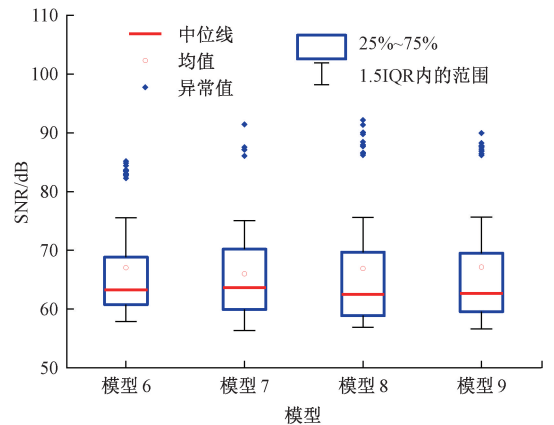 110
100
90
80
70
60
50
SNR/dB
中位线
均值
异常值
25%~75%
1.5IQR内的范围
模型6
模型7
模型8
模型9
模型